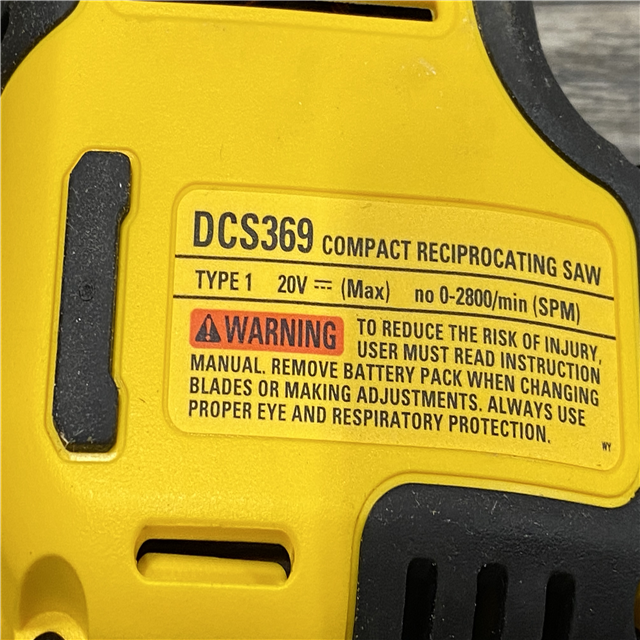 DCS369 COMPACT RECIPROCATING SAW
TYPE 1 20V ⎓ (Max) no 0-2800/min (SPM)
⚠WARNING TO REDUCE THE RISK OF INJURY,
USER MUST READ INSTRUCTION
MANUAL. REMOVE BATTERY PACK WHEN CHANGING
BLADES OR MAKING ADJUSTMENTS. ALWAYS USE
PROPER EYE AND RESPIRATORY PROTECTION.
WY